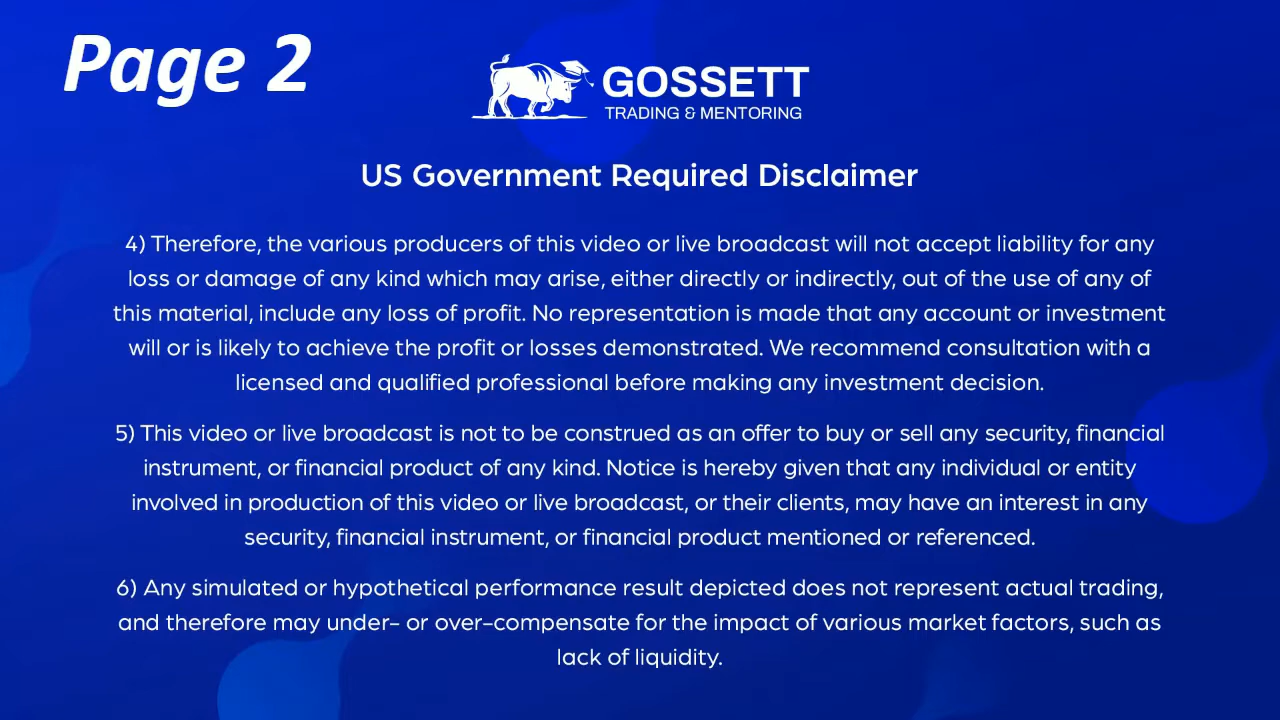 Page 2
GOSSETT
TRADING & MENTORING
US Government Required Disclaimer
4) Therefore, the various producers of this video or live broadcast will not accept liability for any
loss or damage of any kind which may arise, either directly or indirectly, out of the use of any of
this material, include any loss of profit. No representation is made that any account or investment
will or is likely to achieve the profit or losses demonstrated. We recommend consultation with a
licensed and qualified professional before making any investment decision.
5) This video or live broadcast is not to be construed as an offer to buy or sell any security, financial
instrument, or financial product of any kind. Notice is hereby given that any individual or entity
involved in production of this video or live broadcast, or their clients, may have an interest in any
security, financial instrument, or financial product mentioned or referenced.
6) Any simulated or hypothetical performance result depicted does not represent actual trading,
and therefore may under- or over-compensate for the impact of various market factors, such as
lack of liquidity.